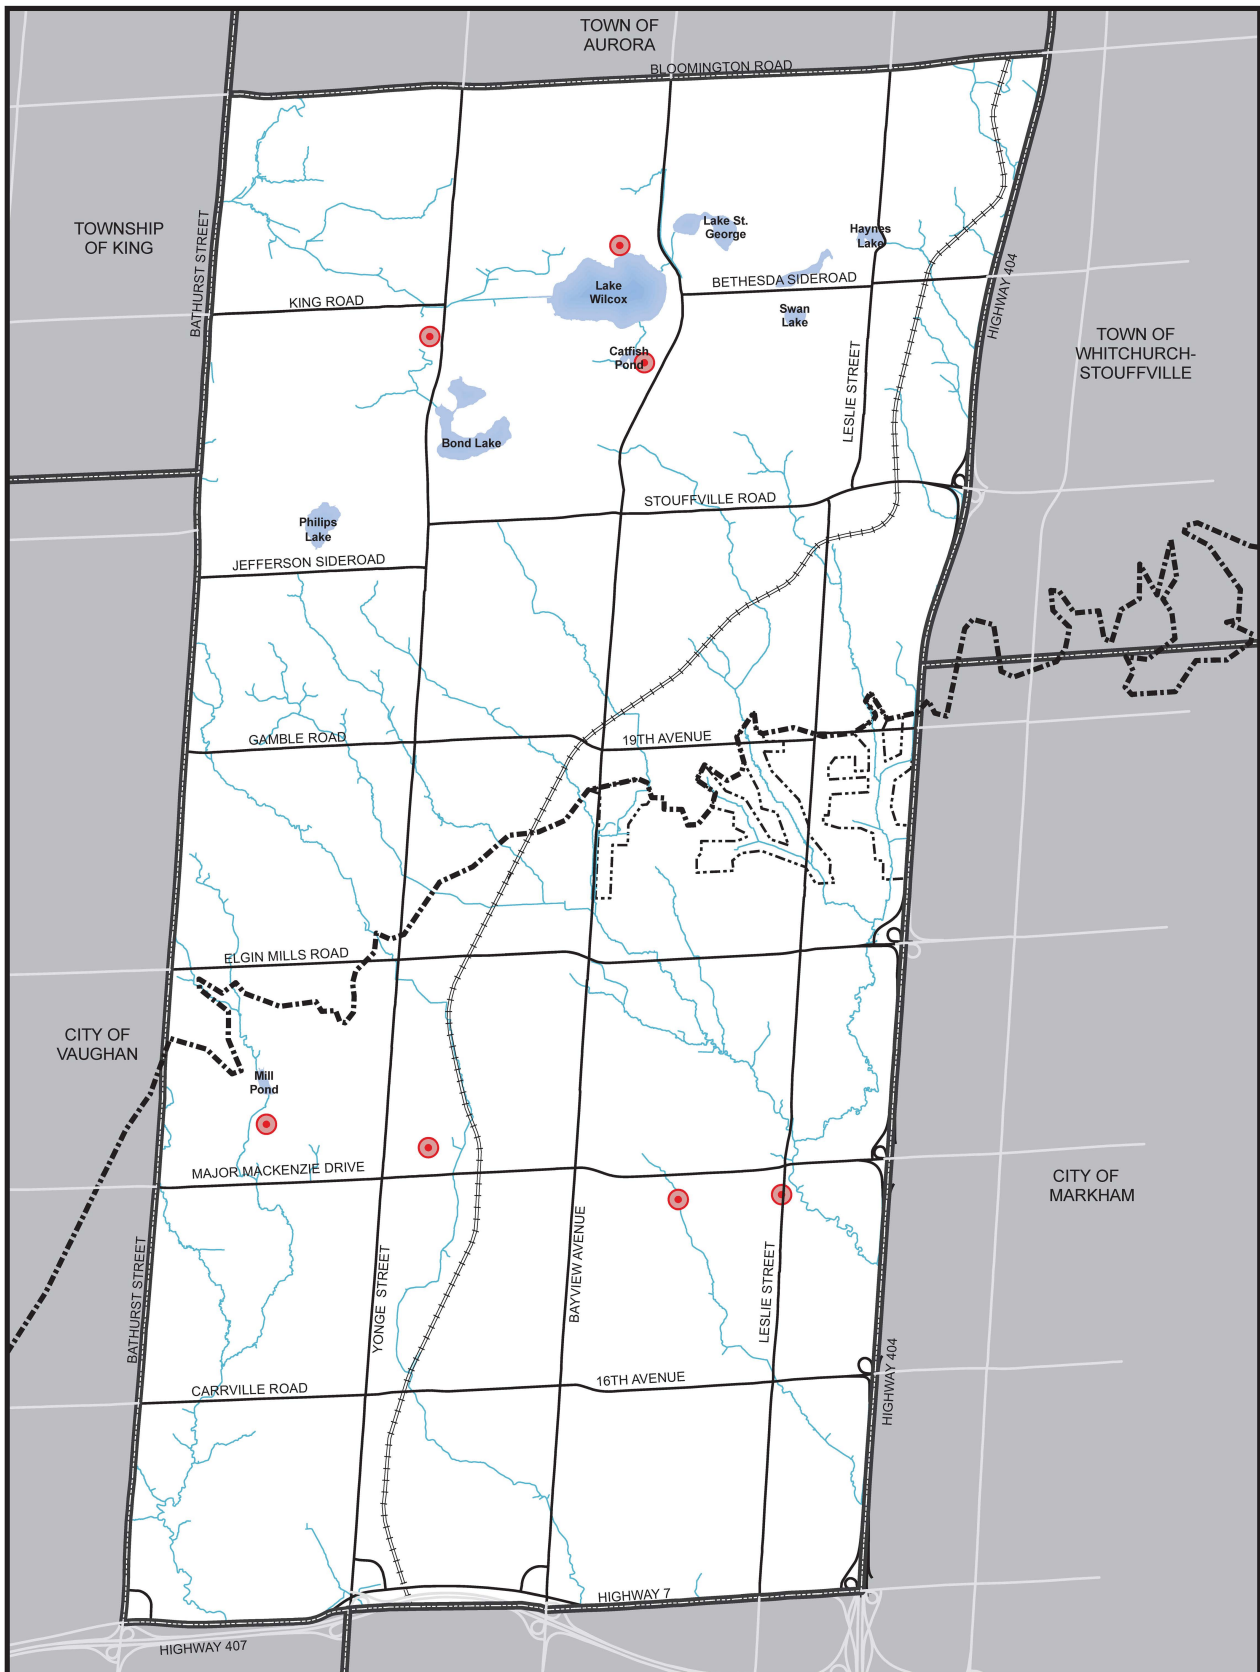 TOWN OF
AURORA
BLOOMINGTON ROAD
TOWNSHIP
OF KING
BATHURST STREET
Lake St.
George
Haynes
Lake
Lake
Wilcox
BETHESDA SIDEROAD
HIGHWAY 404
KING ROAD
Swan
Lake
TOWN OF
WHITCHURCH-
STOUFFVILLE
Catfish
Pond
LESLIE STREET
Bond Lake
STOUFFVILLE ROAD
Philips
Lake
JEFFERSON SIDEROAD
GAMBLE ROAD
19TH AVENUE
ELGIN MILLS ROAD
CITY OF
VAUGHAN
Mill
Pond
MAJOR MACKENZIE DRIVE
CITY OF
MARKHAM
BATHURST STREET
YONGE STREET
BAYVIEW AVENUE
LESLIE STREET
HIGHWAY 404
CARRVILLE ROAD
16TH AVENUE
HIGHWAY 7
HIGHWAY 407